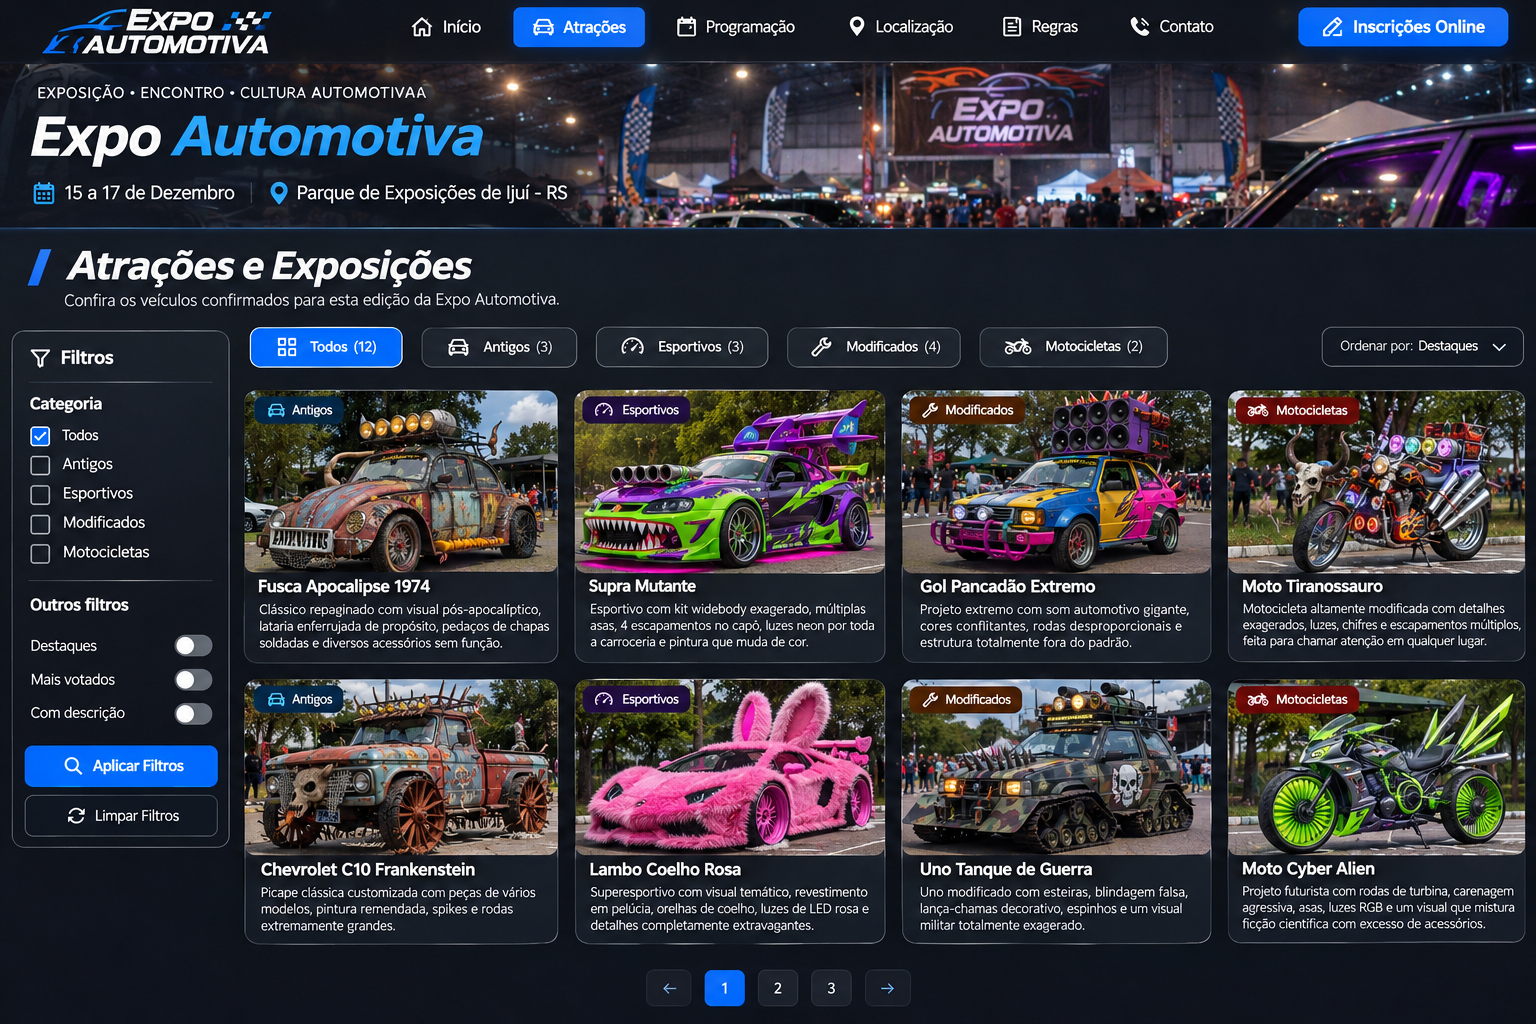 EXPO
AUTOMOTIVA
Início
Atrações
Programação
Localização
Regras
Contato
Inscrições Online
EXPOSIÇÃO • ENCONTRO • CULTURA AUTOMOTIVAA
Expo Automotiva
15 a 17 de Dezembro
Parque de Exposições de Ijuí - RS
EXPO
AUTOMOTIVA
Atrações e Exposições
Confira os veículos confirmados para esta edição da Expo Automotiva.
Filtros
Categoria
Todos
Antigos
Esportivos
Modificados
Motocicletas
Outros filtros
Destaques
Mais votados
Com descrição
Aplicar Filtros
Limpar Filtros
Todos (12)
Antigos (3)
Esportivos (3)
Modificados (4)
Motocicletas (2)
Ordenar por: Destaques
Antigos
Fusca Apocalipse 1974
Clássico repaginado com visual pós-apocalíptico,
lataria enferrujada de propósito, pedaços de chapas
soldadas e diversos acessórios sem função.
Esportivos
Supra Mutante
Esportivo com kit widebody exagerado, múltiplas
asas, 4 escapamentos no capô, luzes neon por toda
a carroceria e pintura que muda de cor.
Modificados
Gol Pancadão Extremo
Projeto extremo com som automotivo gigante,
cores conflitantes, rodas desproporcionais e
estrutura totalmente fora do padrão.
Motocicletas
Moto Tiranossauro
Motocicleta altamente modificada com detalhes
exagerados, luzes, chifres e escapamentos múltiplos,
feita para chamar atenção em qualquer lugar.
Antigos
Chevrolet C10 Frankenstein
Picape clássica customizada com peças de vários
modelos, pintura remendada, spikes e rodas
extremamente grandes.
Esportivos
Lambo Coelho Rosa
Superesportivo com visual temático, revestimento
em pelúcia, orelhas de coelho, luzes de LED rosa e
detalhes completamente extravagantes.
Modificados
Uno Tanque de Guerra
Uno modificado com esteiras, blindagem falsa,
lança-chamas decorativo, espinhos e um visual
militar totalmente exagerado.
Motocicletas
Moto Cyber Alien
Projeto futurista com rodas de turbina, carenagem
agressiva, asas, luzes RGB e um visual que mistura
ficção científica com excesso de acessórios.
1
2
3